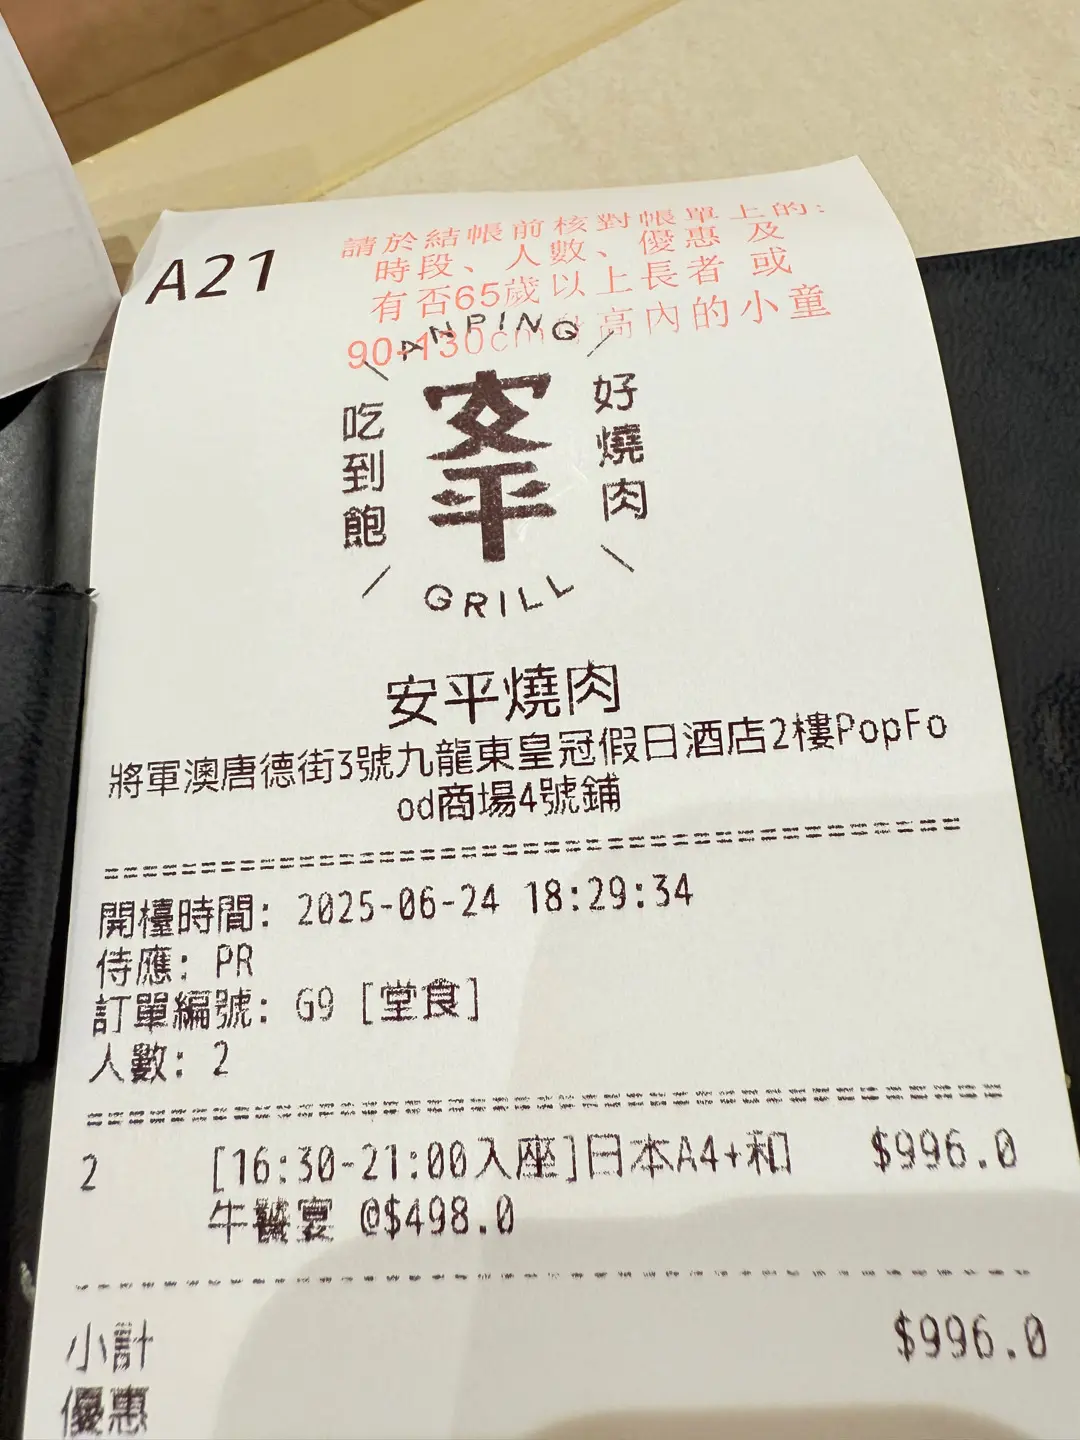 A21
請於結帳前核對帳單上的:
時段、人數、優惠 及
有否65歲以上長者 或
90-130cm身高內的小童
ANPING
吃到飽
安平
好燒肉
GRILL
安平燒肉
將軍澳唐德街3號九龍東皇冠假日酒店2樓PopFo
od商場4號鋪
開檯時間: 2025-06-24 18:29:34
侍應: PR
訂單編號: G9 [堂食]
人數: 2
2 [16:30-21:00入座]日本A4+和 $996.0
牛饗宴 @$498.0
小計 $996.0
優惠